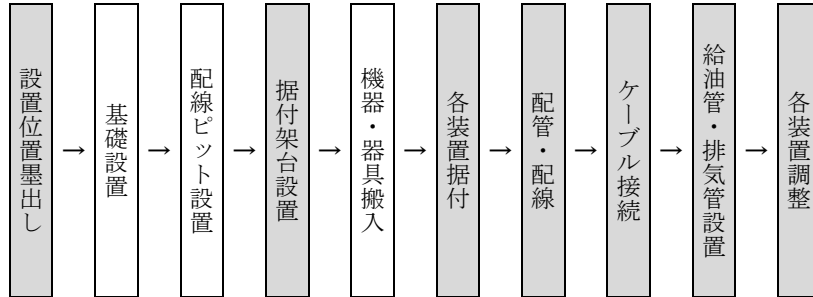 設置位置墨出し
→
基礎設置
→
配線ピット設置
→
据付架台設置
→
機器・器具搬入
→
各装置据付
→
配管・配線
→
ケーブル接続
→
給油管・排気管設置
→
各装置調整